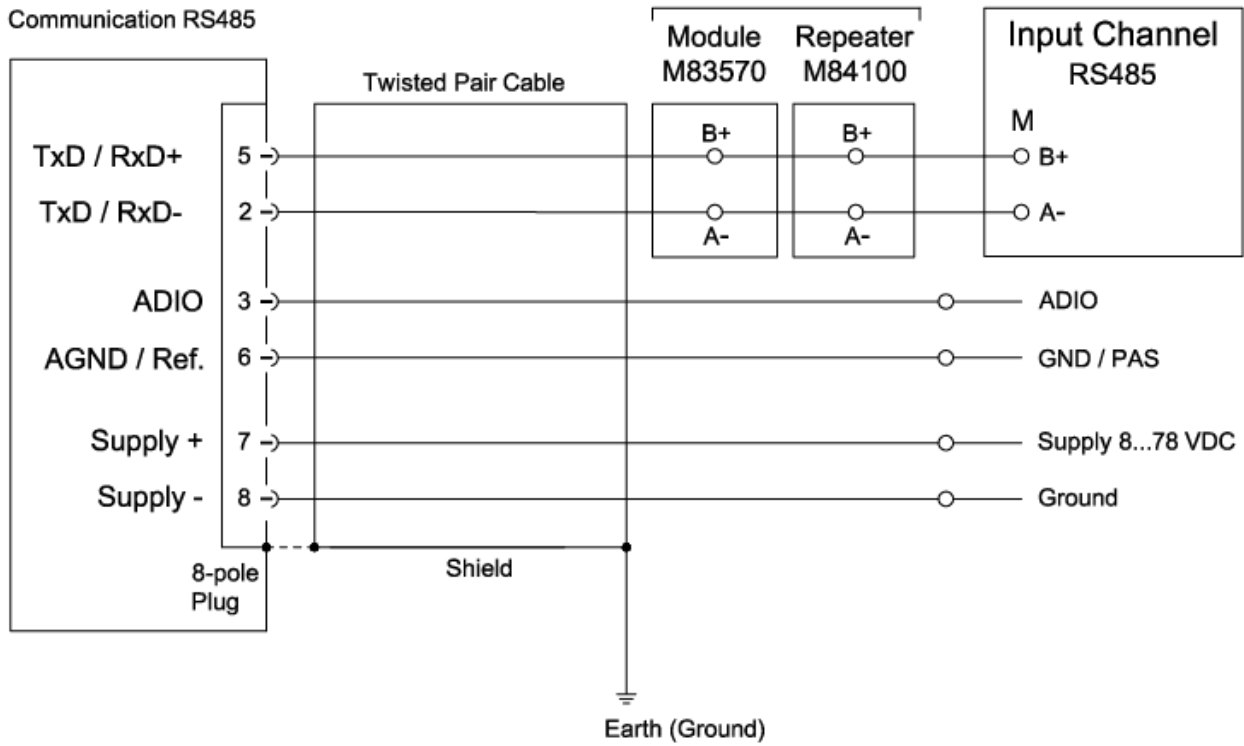 Communication RS485
Module
M83570
Repeater
M84100
Input Channel
RS485
Twisted Pair Cable
M
B+
B+
TxD / RxD+
5
B+
TxD / RxD-
2
A-
A-
A-
ADIO
3
ADIO
AGND / Ref.
6
GND / PAS
Supply +
7
Supply 8...78 VDC
Supply -
8
Ground
8-pole
Plug
Shield
Earth (Ground)